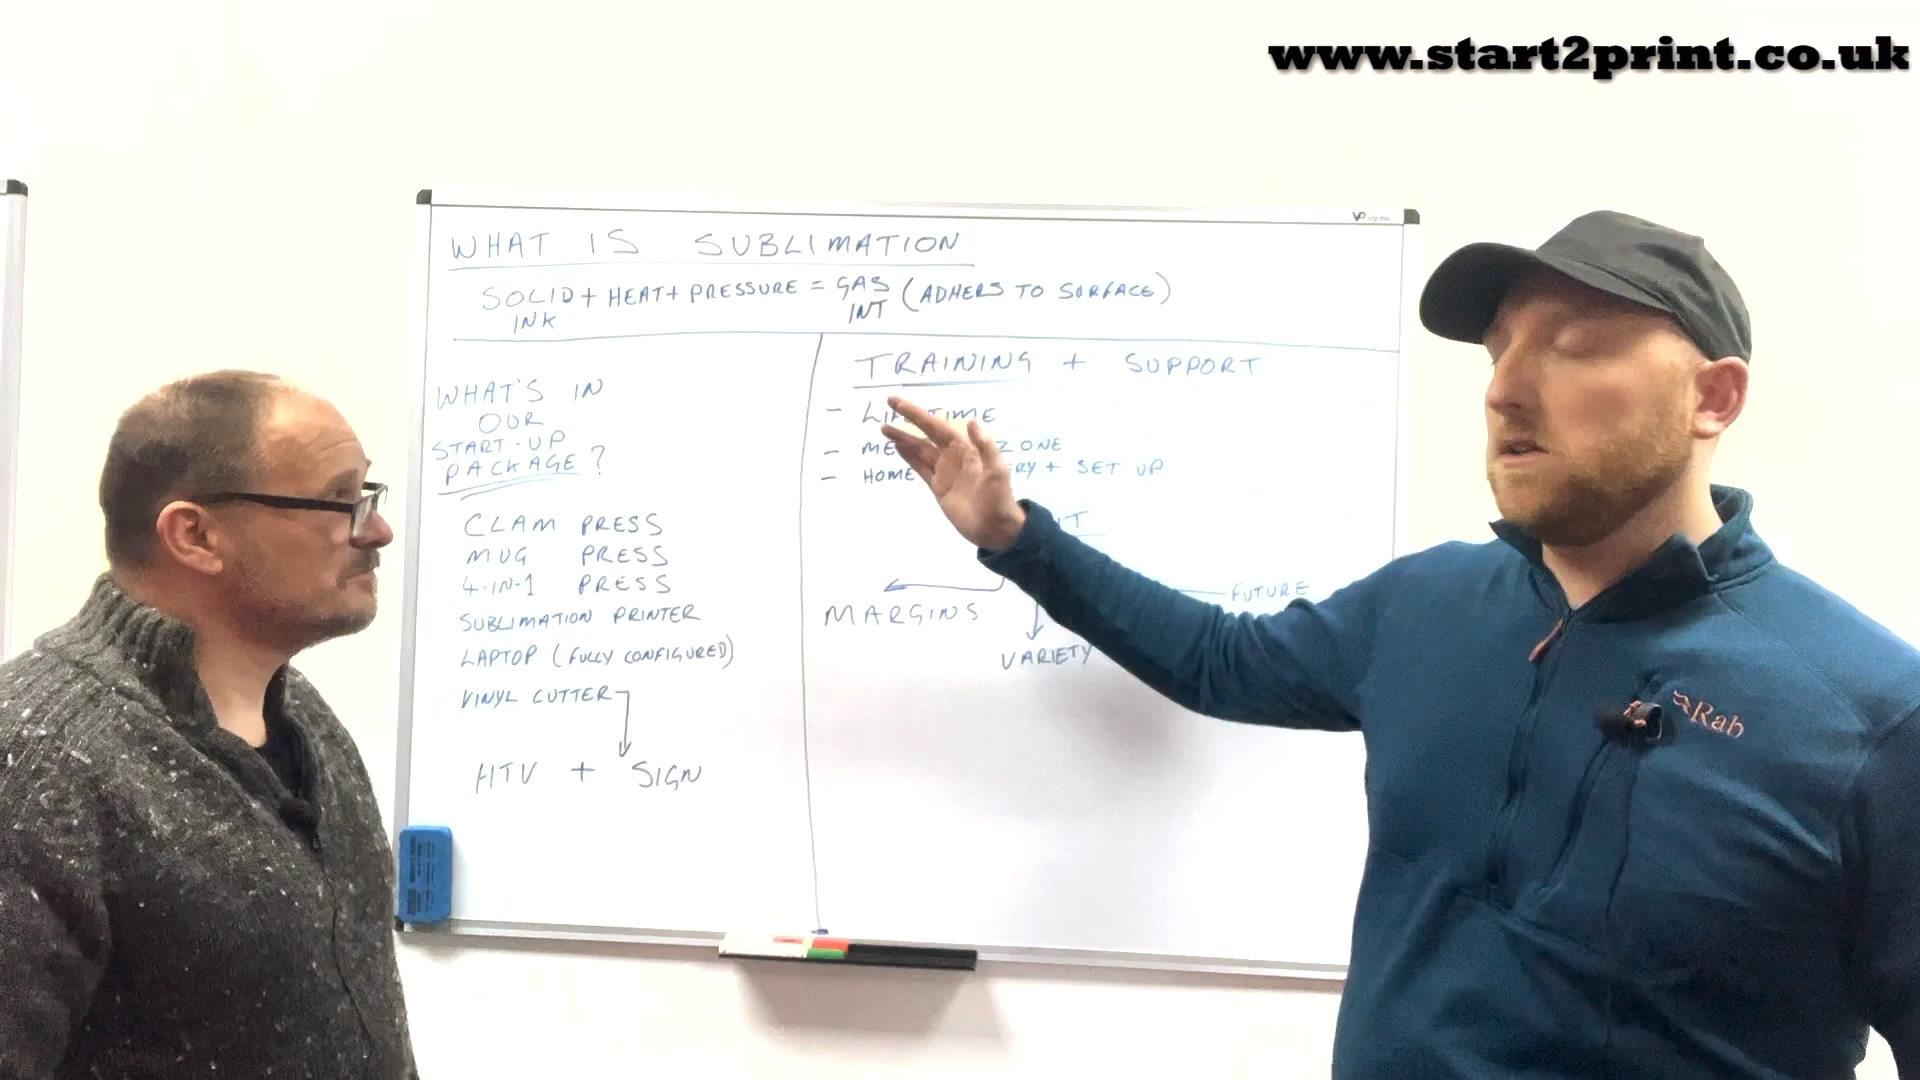 www.start2print.co.uk
WHAT IS SUBLIMATION
SOLID + HEAT + PRESSURE = GAS (ADHERS TO SURFACE)
INK INT
WHAT'S IN
OUR
START-UP
PACKAGE?
CLAM PRESS
MUG PRESS
4-IN-1 PRESS
SUBLIMATION PRINTER
LAPTOP (FULLY CONFIGURED)
VINYL CUTTER
HTV + SIGN
TRAINING + SUPPORT
- TIME
- ZONE
- HOME + SET UP
MARGINS
VARIETY
FUTURE
Rab